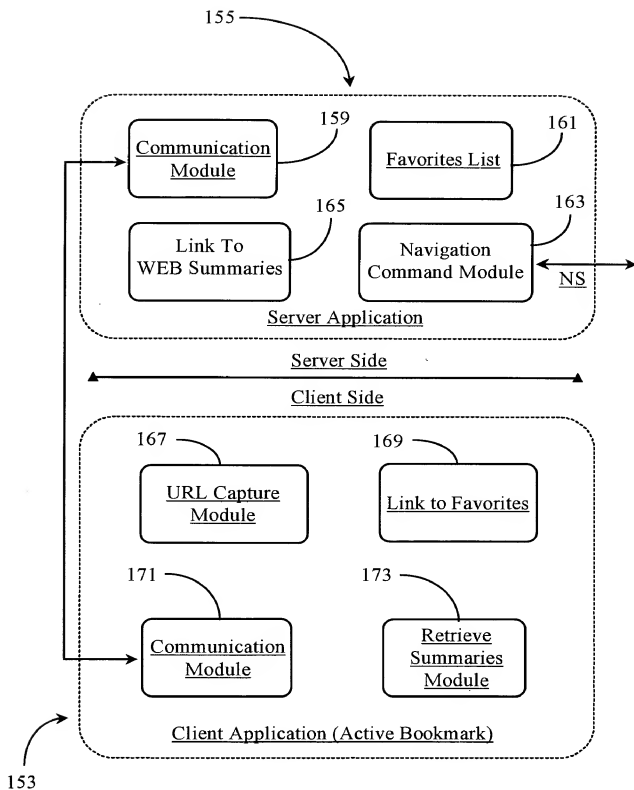 155
159
Communication
Module
161
Favorites List
165
Link To
WEB Summaries
163
Navigation
Command Module
NS
Server Application
Server Side
Client Side
167
URL Capture
Module
169
Link to Favorites
171
Communication
Module
173
Retrieve
Summaries
Module
Client Application (Active Bookmark)
153